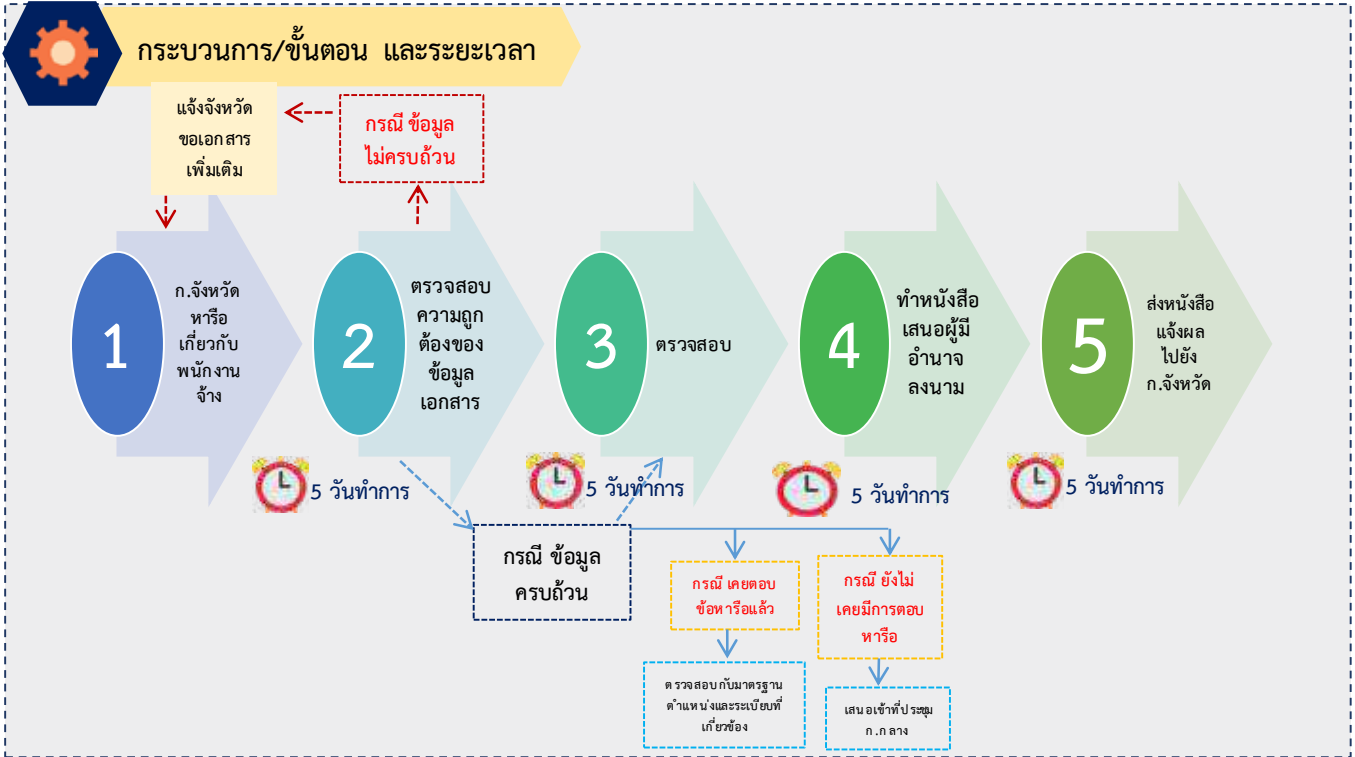 กระบวนการ/ขั้นตอน และระยะเวลา
แจ้งจังหวัด
ขอเอกสาร
เพิ่มเติม
กรณี ข้อมูล
ไม่ครบถ้วน
1
ก.จังหวัด
หารือ
เกี่ยวกับ
พนักงาน
จ้าง
2
ตรวจสอบ
ความถูก
ต้องของ
ข้อมูล
เอกสาร
3
ตรวจสอบ
4
ทำหนังสือ
เสนอผู้มี
อำนาจ
ลงนาม
5
ส่งหนังสือ
แจ้งผล
ไปยัง
ก.จังหวัด
5 วันทำการ
5 วันทำการ
5 วันทำการ
5 วันทำการ
กรณี ข้อมูล
ครบถ้วน
กรณี เคยตอบ
ข้อหารือแล้ว
กรณี ยังไม่
เคยมีการตอบ
หารือ
ตรวจสอบกับมาตรฐาน
ตำแหน่งและระเบียบที่
เกี่ยวข้อง
เสนอเข้าที่ประชุม
ก.กลาง